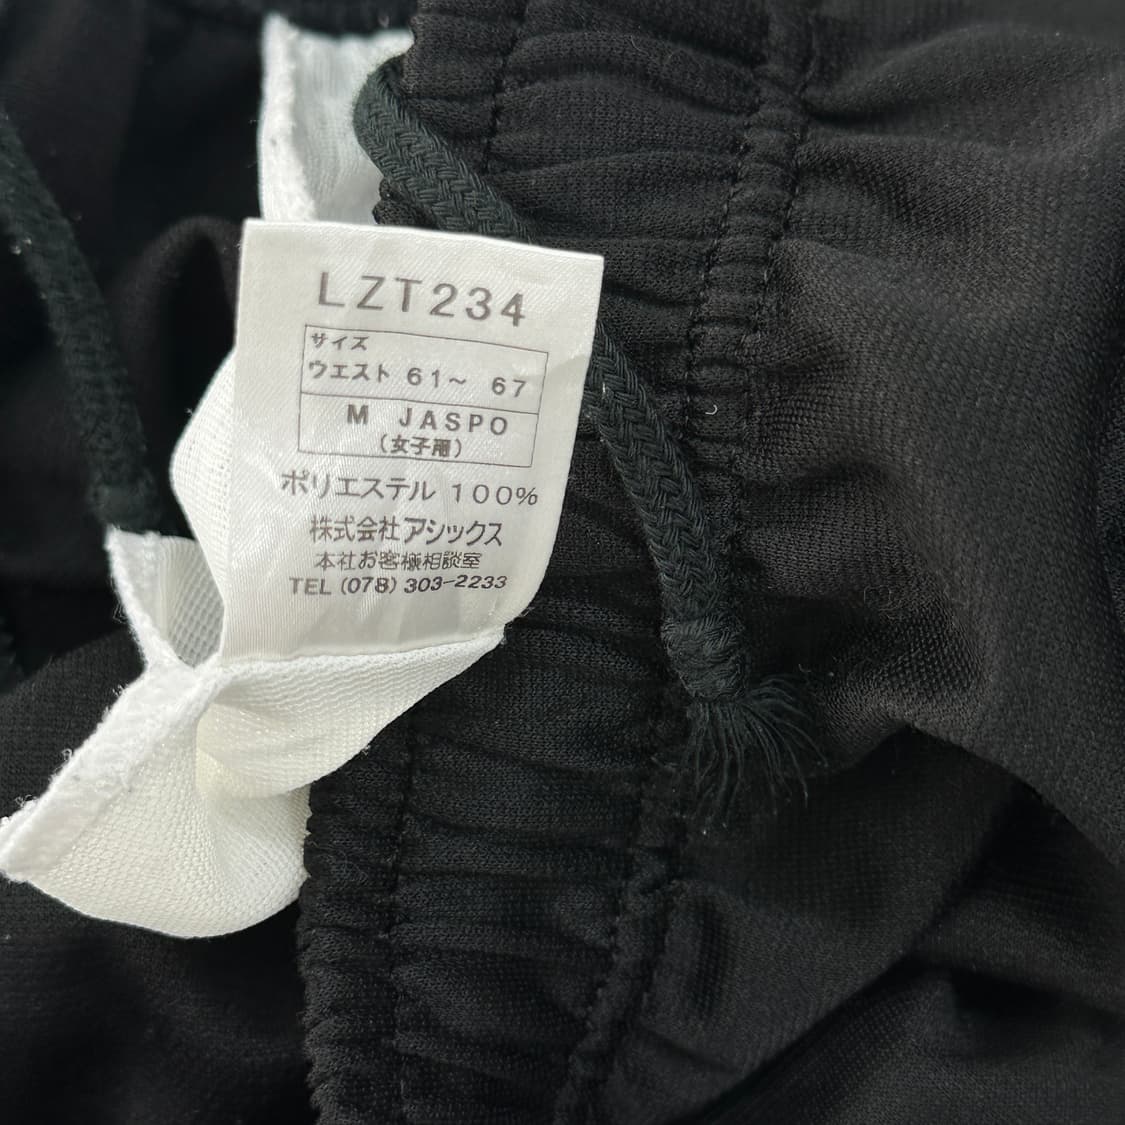 LZT234
サイズ
ウエスト 61~ 67
M JASPO
(女子用)
ポリエステル 100%
株式会社アシックス
本社お客様相談室
TEL (078) 303-2233